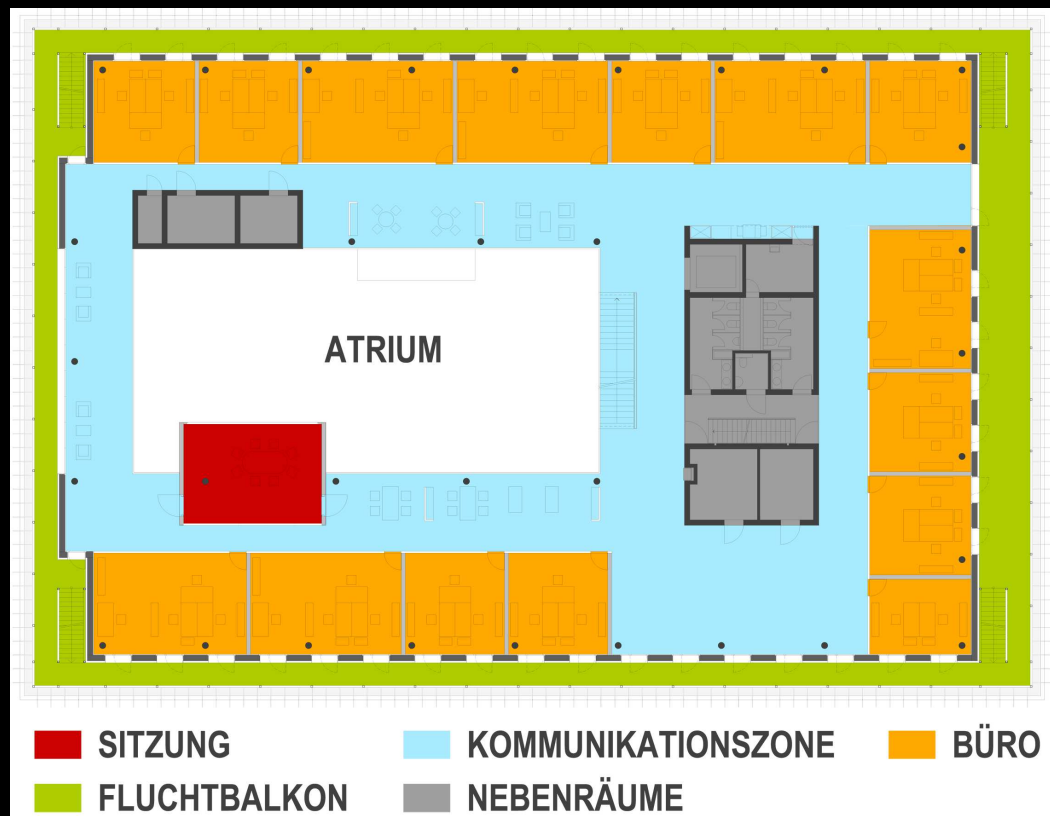 ATRIUM
SITZUNG
KOMMUNIKATIONSZONE
BÜRO
FLUCHTBALKON
NEBENRÄUME